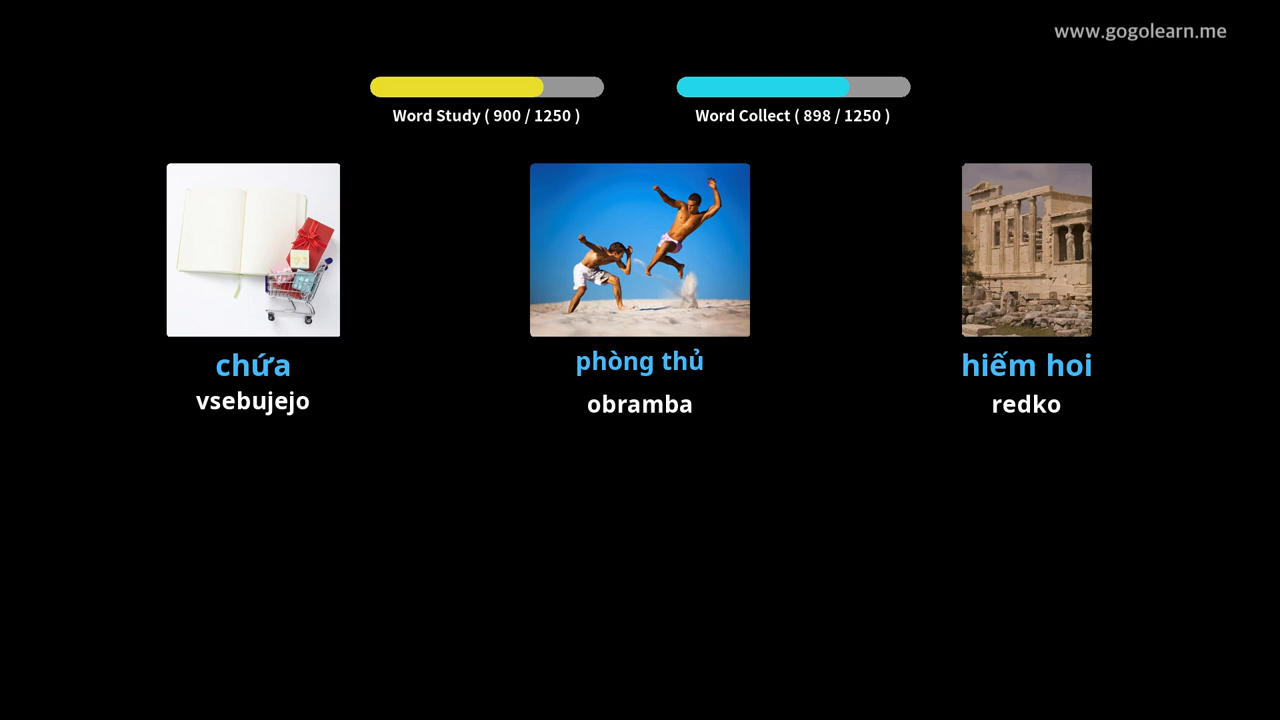 www.gogolearn.me
Word Study ( 900 / 1250 )
Word Collect ( 898 / 1250 )
chứa
vsebujejo
phòng thủ
obramba
hiếm hoi
redko